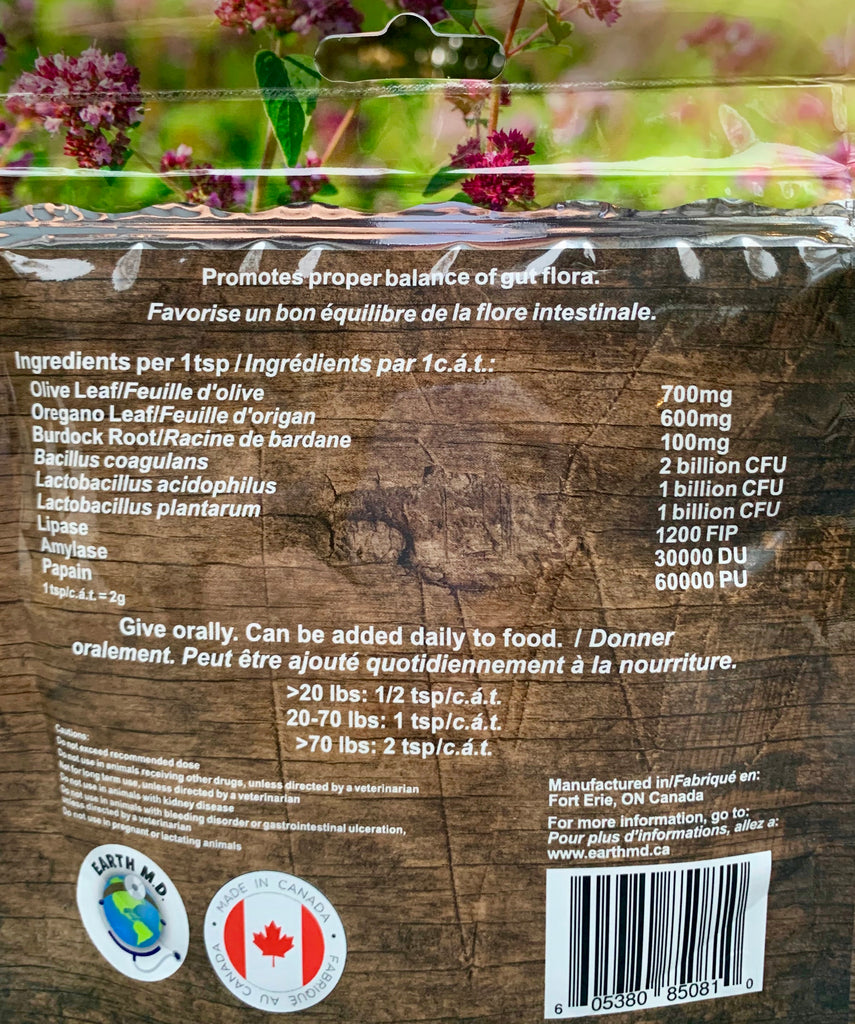 Promotes proper balance of gut flora.
Favorise un bon équilibre de la flore intestinale.
Ingredients per 1tsp / Ingrédients par 1c.á.t.:
Olive Leaf/Feuille d'olive 700mg
Oregano Leaf/Feuille d'origan 600mg
Burdock Root/Racine de bardane 100mg
Bacillus coagulans 2 billion CFU
Lactobacillus acidophilus 1 billion CFU
Lactobacillus plantarum 1 billion CFU
Lipase 1200 FIP
Amylase 30000 DU
Papain 60000 PU
1 tsp/c.á.t. = 2g
Give orally. Can be added daily to food. / Donner
oralement. Peut être ajouté quotidiennement à la nourriture.
>20 lbs: 1/2 tsp/c.á.t.
20-70 lbs: 1 tsp/c.á.t.
>70 lbs: 2 tsp/c.á.t.
Cautions:
Do not exceed recommended dose
Do not use in animals receiving other drugs, unless directed by a veterinarian
Not for long term use, unless directed by a veterinarian
Do not use in animals with kidney disease
Do not use in animals with bleeding disorder or gastrointestinal ulceration,
unless directed by a veterinarian
Do not use in pregnant or lactating animals
Manufactured in/Fabriqué en:
Fort Erie, ON Canada
For more information, go to:
Pour plus d'informations, allez a:
www.earthmd.ca
EARTH M.D.
MADE IN CANADA
FABRIQUÉ AU CANADA
6 05380 85081 0